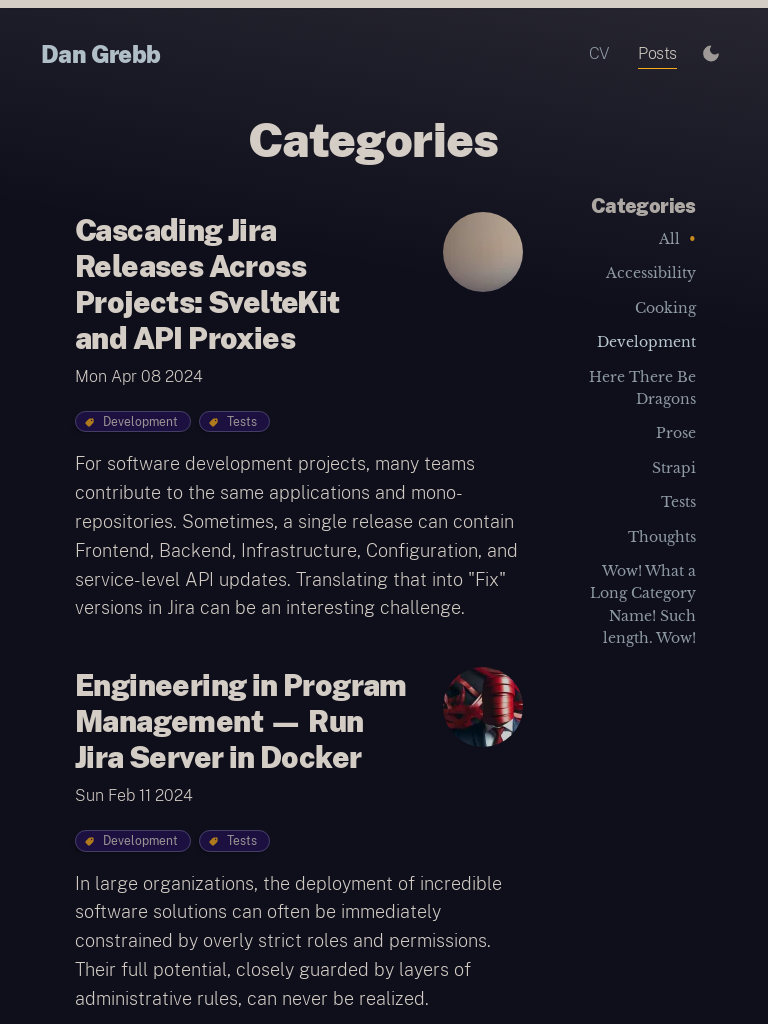 Dan Grebb
CV
Posts
Categories
Cascading Jira
Releases Across
Projects: SvelteKit
and API Proxies
Mon Apr 08 2024
Development
Tests
For software development projects, many teams
contribute to the same applications and mono-
repositories. Sometimes, a single release can contain
Frontend, Backend, Infrastructure, Configuration, and
service-level API updates. Translating that into "Fix"
versions in Jira can be an interesting challenge.
Engineering in Program
Management — Run
Jira Server in Docker
Sun Feb 11 2024
Development
Tests
In large organizations, the deployment of incredible
software solutions can often be immediately
constrained by overly strict roles and permissions.
Their full potential, closely guarded by layers of
administrative rules, can never be realized.
Categories
All •
Accessibility
Cooking
Development
Here There Be
Dragons
Prose
Strapi
Tests
Thoughts
Wow! What a
Long Category
Name! Such
length. Wow!